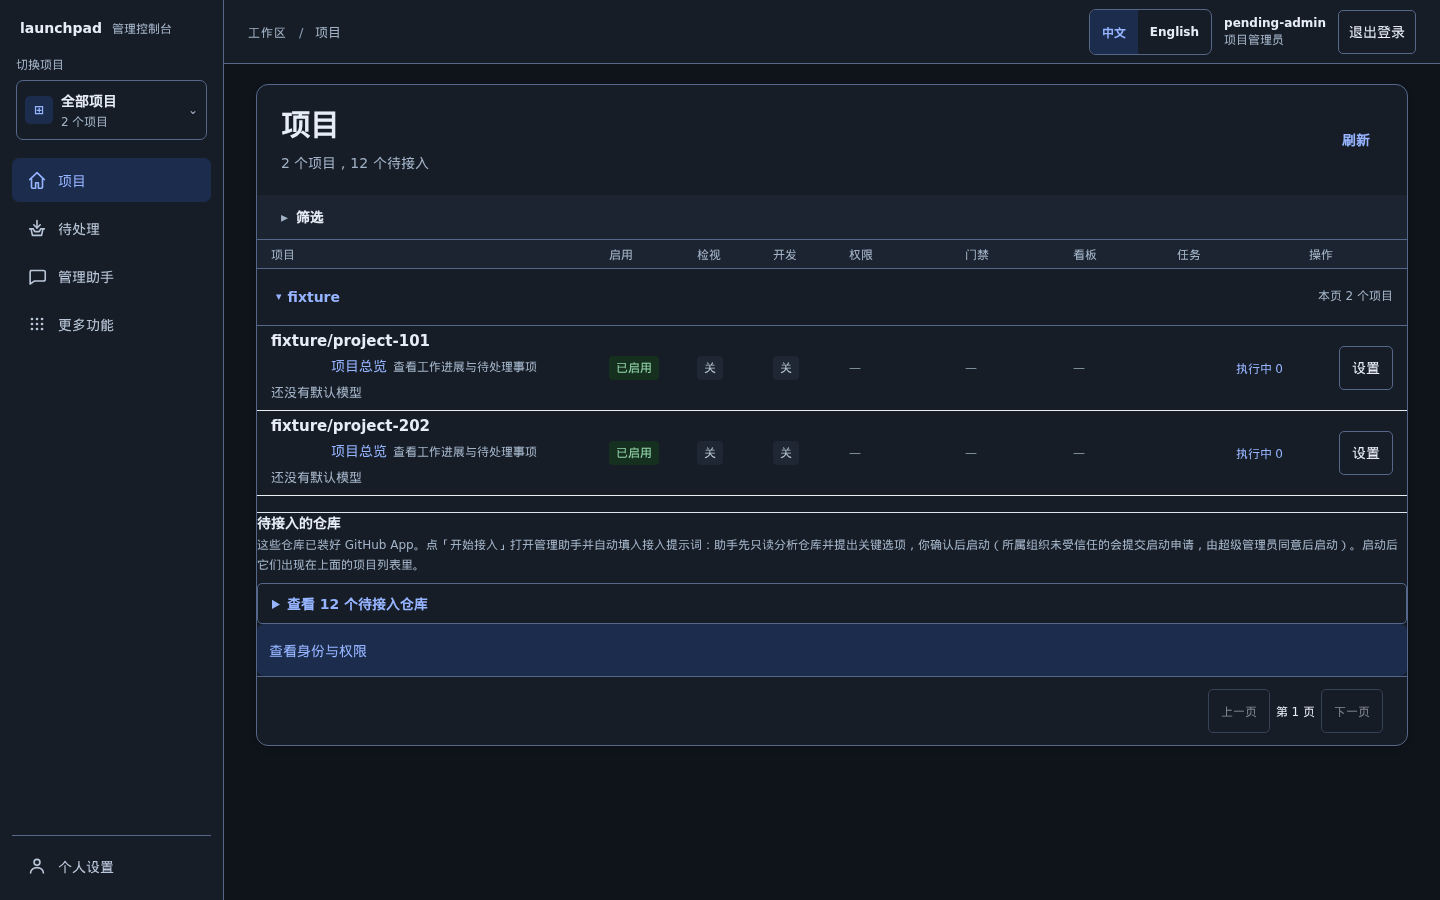 launchpad 管理控制台
切换项目
全部项目
2 个项目
项目
待处理
管理助手
更多功能
个人设置
工作区 / 项目
中文 English
pending-admin
项目管理员
退出登录
项目
2 个项目，12 个待接入
刷新
▸ 筛选
项目 启用 检视 开发 权限 门禁 看板 任务 操作
▾ fixture 本页 2 个项目
fixture/project-101
项目总览 查看工作进展与待处理事项
还没有默认模型
已启用 关 关 — — — 执行中 0 设置
fixture/project-202
项目总览 查看工作进展与待处理事项
还没有默认模型
已启用 关 关 — — — 执行中 0 设置
待接入的仓库
这些仓库已装好 GitHub App。点「开始接入」打开管理助手并自动填入接入提示词：助手先只读分析仓库并提出关键选项，你确认后启动（所属组织未受信任的会提交启动申请，由超级管理员同意后启动）。启动后
它们出现在上面的项目列表里。
▶ 查看 12 个待接入仓库
查看身份与权限
上一页 第 1 页 下一页